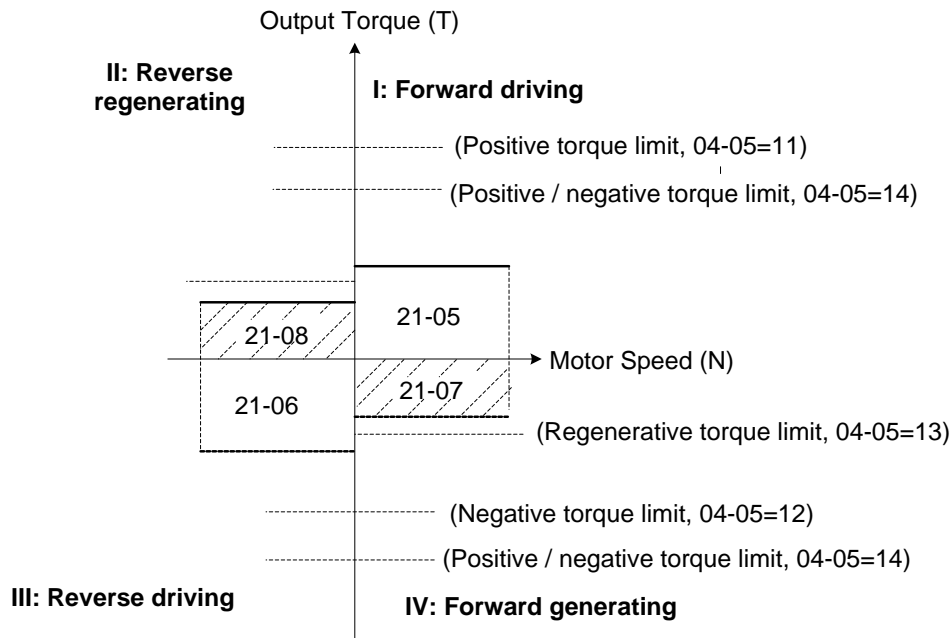 Output Torque (T)
II: Reverse
regenerating
I: Forward driving
(Positive torque limit, 04-05=11)
(Positive / negative torque limit, 04-05=14)
21-05
21-08
Motor Speed (N)
21-07
21-06
(Regenerative torque limit, 04-05=13)
(Negative torque limit, 04-05=12)
(Positive / negative torque limit, 04-05=14)
III: Reverse driving
IV: Forward generating